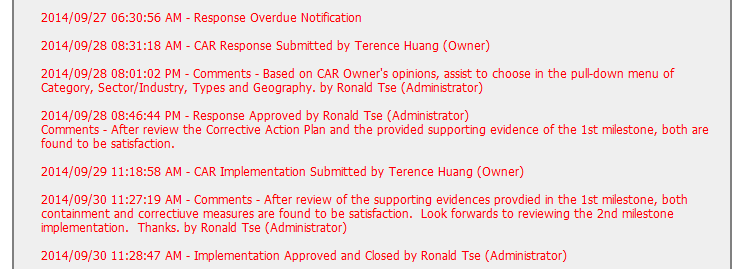 2014/09/27 06:30:56 AM - Response Overdue Notification
2014/09/28 08:31:18 AM - CAR Response Submitted by Terence Huang (Owner)
2014/09/28 08:01:02 PM - Comments - Based on CAR Owner's opinions, assist to choose in the pull-down menu of
Category, Sector/Industry, Types and Geography. by Ronald Tse (Administrator)
2014/09/28 08:46:44 PM - Response Approved by Ronald Tse (Administrator)
Comments - After review the Corrective Action Plan and the provided supporting evidence of the 1st milestone, both are
found to be satisfaction.
2014/09/29 11:18:58 AM - CAR Implementation Submitted by Terence Huang (Owner)
2014/09/30 11:27:19 AM - Comments - After review of the supporting evidences provdied in the 1st milestone, both
containment and correctiuve measures are found to be satisfaction.  Look forwards to reviewing the 2nd milestone
implementation.  Thanks. by Ronald Tse (Administrator)
2014/09/30 11:28:47 AM - Implementation Approved and Closed by Ronald Tse (Administrator)